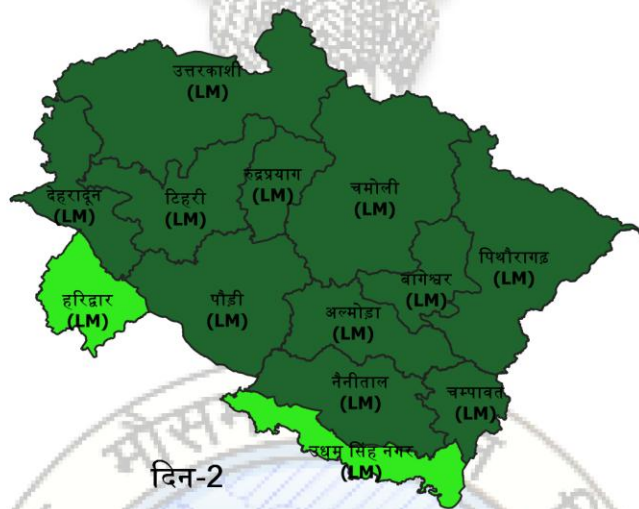 उत्तरकाशी
(LM)
देहरादून
(LM)
टिहरी
(LM)
रुद्रप्रयाग
(LM)
चमोली
(LM)
पिथौरागढ़
(LM)
हरिद्वार
(LM)
पौड़ी
(LM)
बागेश्वर
(LM)
अल्मोड़ा
(LM)
नैनीताल
(LM)
चम्पावत
(LM)
उधम सिंह नगर
(LM)
दिन-2